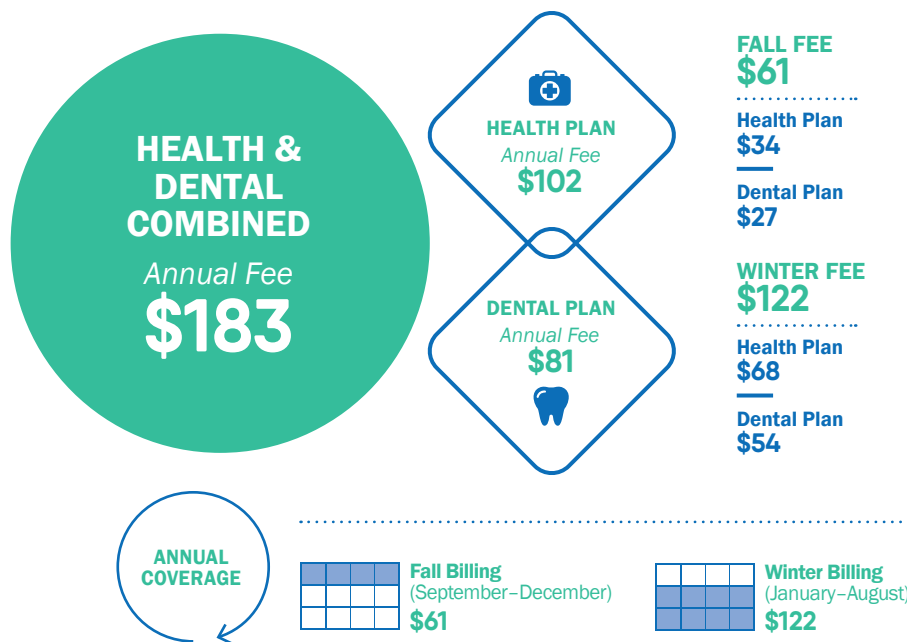 HEALTH &
DENTAL
COMBINED
Annual Fee
$183
HEALTH PLAN
Annual Fee
$102
DENTAL PLAN
Annual Fee
$81
FALL FEE
$61
Health Plan
$34
Dental Plan
$27
WINTER FEE
$122
Health Plan
$68
Dental Plan
$54
ANNUAL
COVERAGE
Fall Billing
(September–December)
$61
Winter Billing
(January–August)
$122